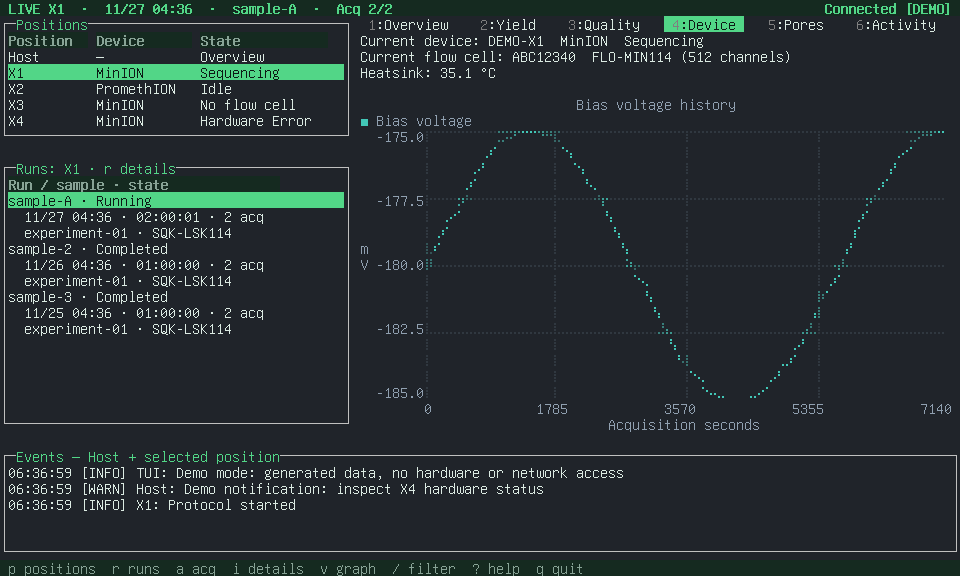 LIVE X1 · 11/27 04:36 · sample-A · Acq 2/2 Connected [DEMO]
Positions
Position Device State
Host — Overview
X1 MinION Sequencing
X2 PromethION Idle
X3 MinION No flow cell
X4 MinION Hardware Error
Runs: X1 · r details
Run / sample · state
sample-A · Running
11/27 04:36 · 02:00:01 · 2 acq
experiment-01 · SQK-LSK114
sample-2 · Completed
11/26 04:36 · 01:00:00 · 2 acq
experiment-01 · SQK-LSK114
sample-3 · Completed
11/25 04:36 · 01:00:00 · 2 acq
experiment-01 · SQK-LSK114
1:Overview 2:Yield 3:Quality 4:Device 5:Pores 6:Activity
Current device: DEMO-X1 MinION Sequencing
Current flow cell: ABC12340 FLO-MIN114 (512 channels)
Heatsink: 35.1 °C
Bias voltage history
Bias voltage
-175.0
-177.5
m
V -180.0
-182.5
-185.0
0 1785 3570 5355 7140
Acquisition seconds
Events — Host + selected position
06:36:59 [INFO] TUI: Demo mode: generated data, no hardware or network access
06:36:59 [WARN] Host: Demo notification: inspect X4 hardware status
06:36:59 [INFO] X1: Protocol started
p positions r runs a acq i details v graph / filter ? help q quit